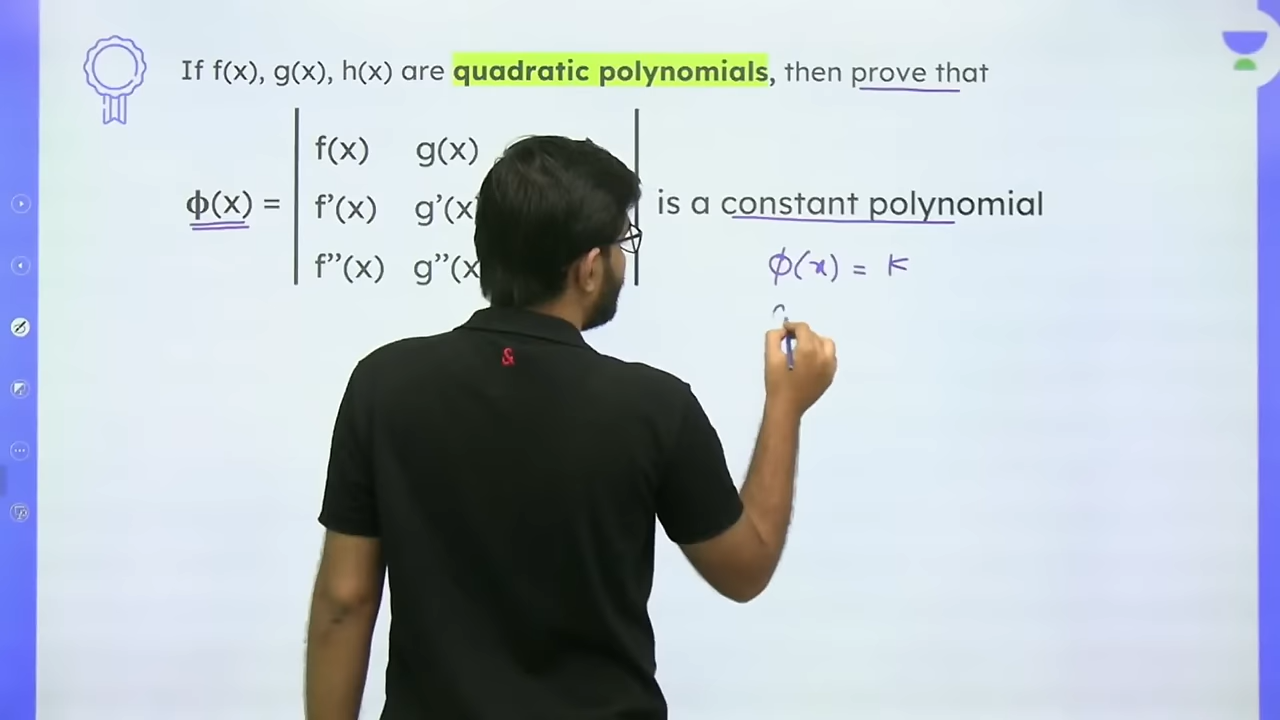 If f(x), g(x), h(x) are quadratic polynomials, then prove that
f(x) g(x)
ϕ(x) = f’(x) g’(x is a constant polynomial
f”(x) g”(x
ϕ(x) = K
&